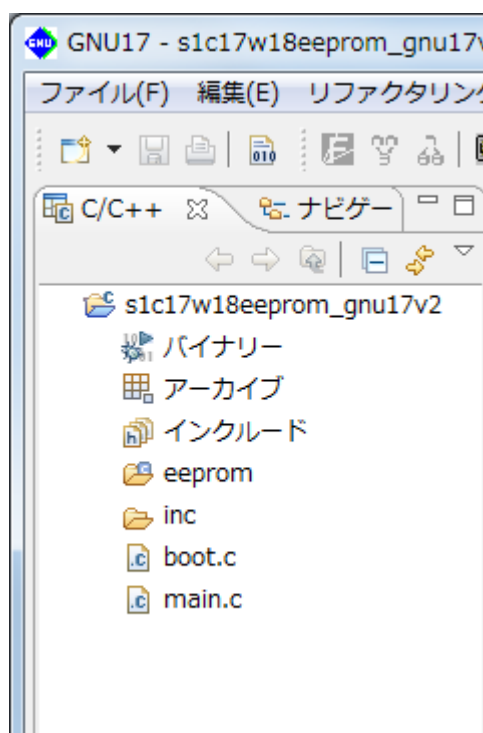 GNU17 - s1c17w18eeprom_gnu17v
ファイル(F) 編集(E) リファクタリング
C/C++ ナビゲー
s1c17w18eeprom_gnu17v2
バイナリー
アーカイブ
インクルード
eeprom
inc
boot.c
main.c